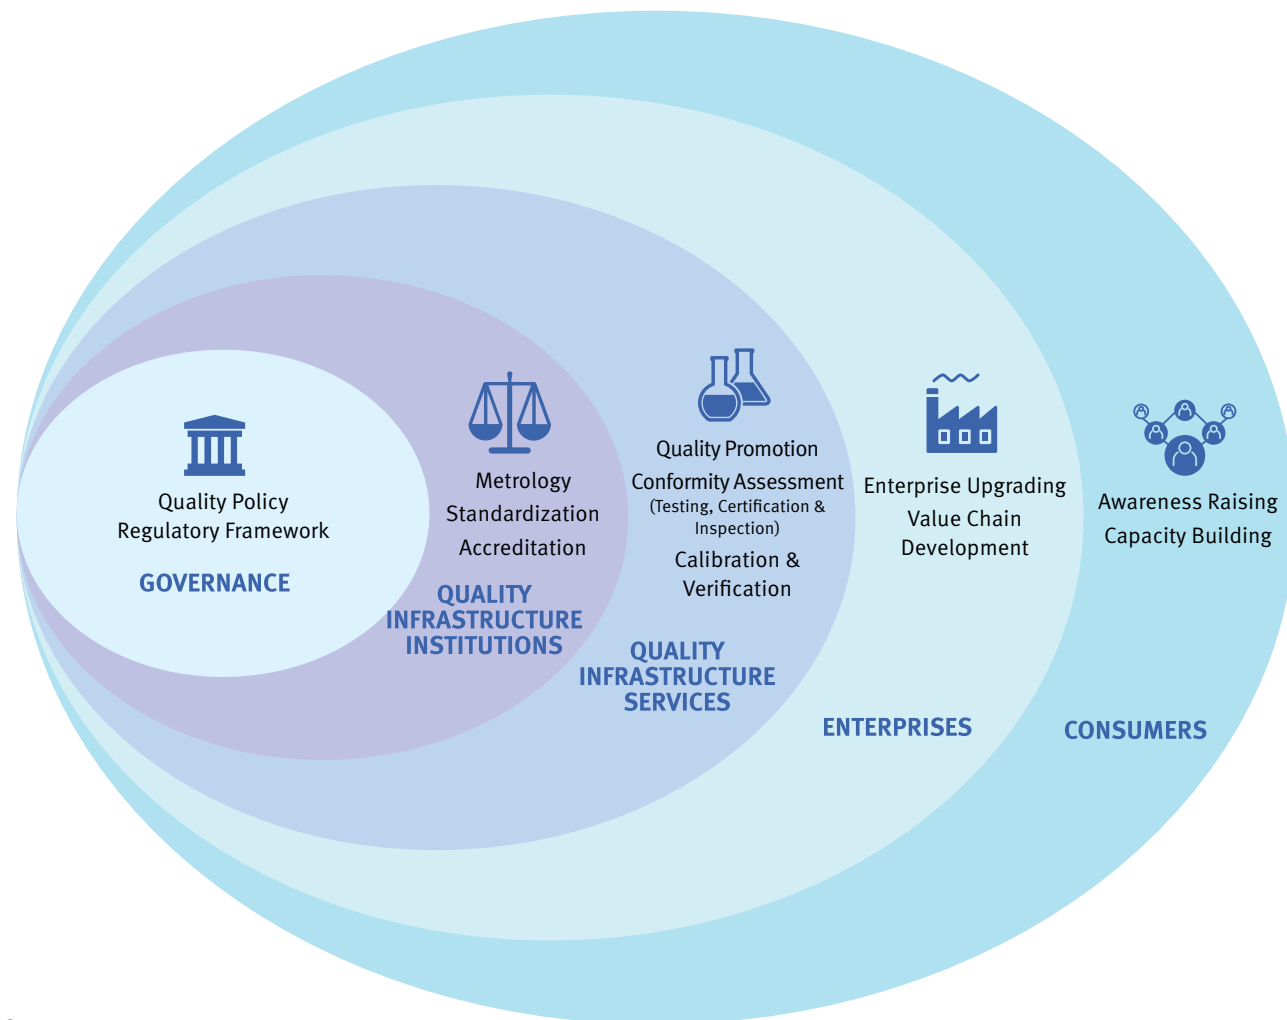 Quality Policy
Regulatory Framework
GOVERNANCE
Metrology
Standardization
Accreditation
QUALITY
INFRASTRUCTURE
INSTITUTIONS
Quality Promotion
Conformity Assessment
(Testing, Certification &
Inspection)
Calibration &
Verification
QUALITY
INFRASTRUCTURE
SERVICES
Enterprise Upgrading
Value Chain
Development
ENTERPRISES
Awareness Raising
Capacity Building
CONSUMERS